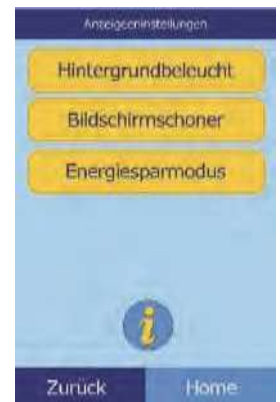 Anzeigeeinstellungen
Hintergrundbeleucht
Bildschirmschoner
Energiesparmodus
i
Zurück
Home